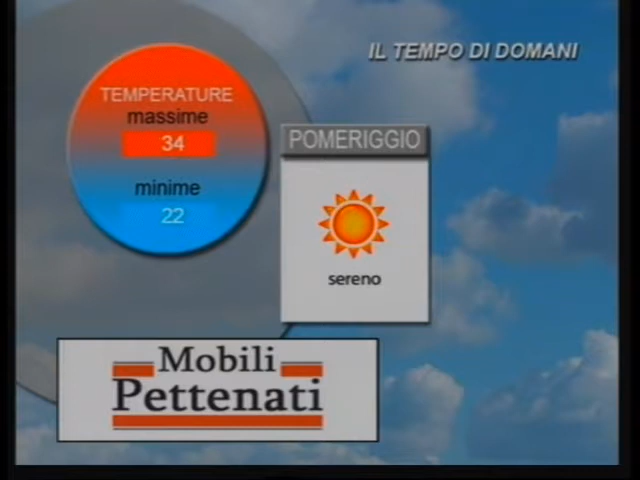 IL TEMPO DI DOMANI
TEMPERATURE
massime
34
minime
22
POMERIGGIO
sereno
Mobili
Pettenati